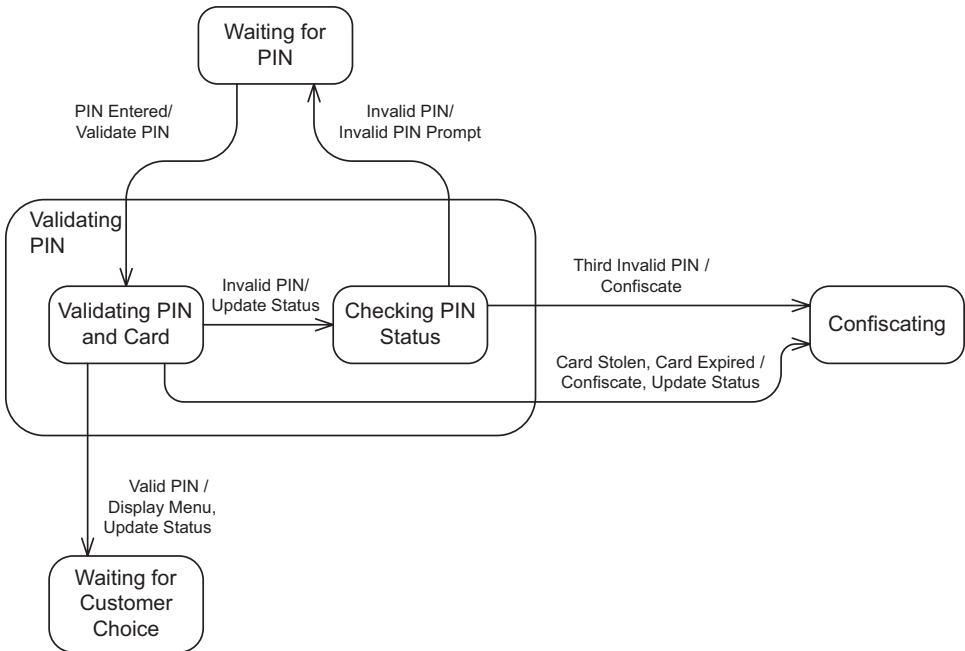 Waiting for
PIN
PIN Entered/
Validate PIN
Invalid PIN/
Invalid PIN Prompt
Validating
PIN
Validating PIN
and Card
Invalid PIN/
Update Status
Checking PIN
Status
Third Invalid PIN /
Confiscate
Confiscating
Card Stolen, Card Expired /
Confiscate, Update Status
Valid PIN /
Display Menu,
Update Status
Waiting for
Customer
Choice